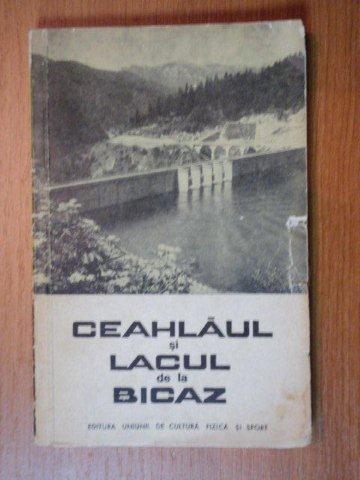 CEAHLĂUL
și
LACUL
de la
BICAZ
EDITURA UNIUNII DE CULTURĂ FIZICĂ ȘI SPORT